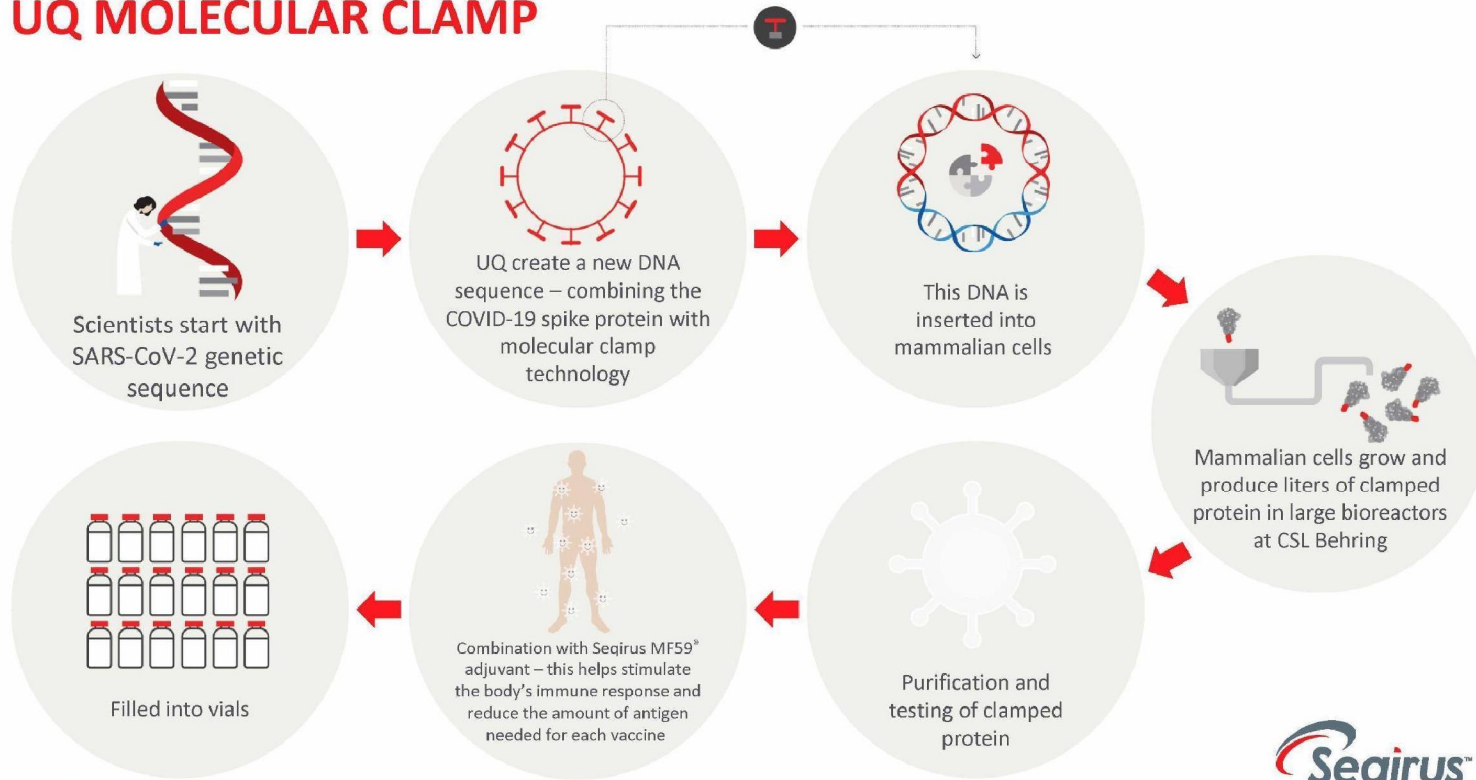 UQ MOLECULAR CLAMP
Scientists start with
SARS-CoV-2 genetic
sequence
UQ create a new DNA
sequence – combining the
COVID-19 spike protein with
molecular clamp
technology
This DNA is
inserted into
mammalian cells
Mammalian cells grow and
produce liters of clamped
protein in large bioreactors
at CSL Behring
Purification and
testing of clamped
protein
Combination with Seqirus MF59®
adjuvant – this helps stimulate
the body's immune response and
reduce the amount of antigen
needed for each vaccine
Filled into vials
Seqirus™